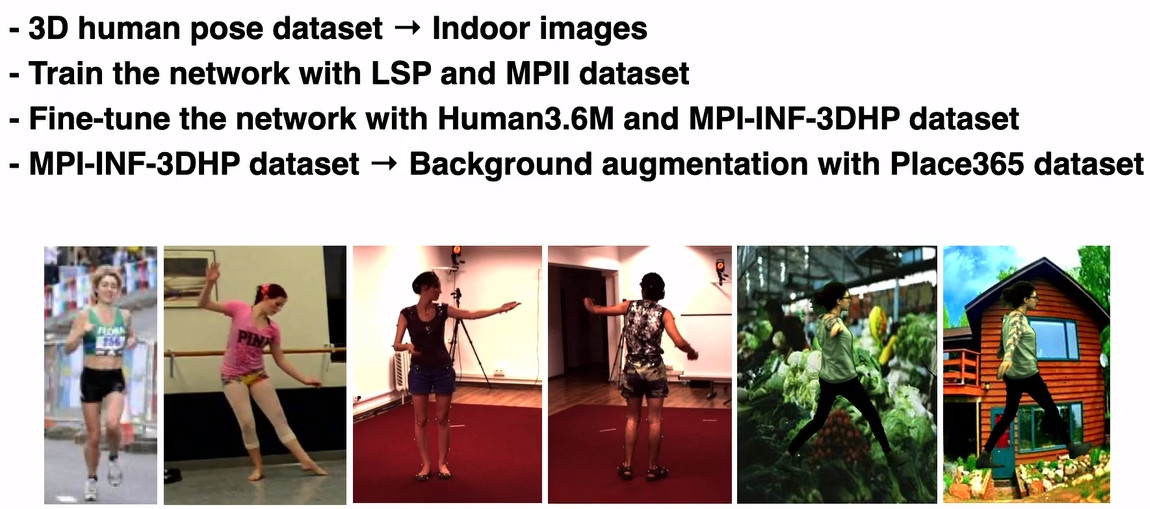 - 3D human pose dataset → Indoor images
- Train the network with LSP and MPII dataset
- Fine-tune the network with Human3.6M and MPI-INF-3DHP dataset
- MPI-INF-3DHP dataset → Background augmentation with Place365 dataset
PINK